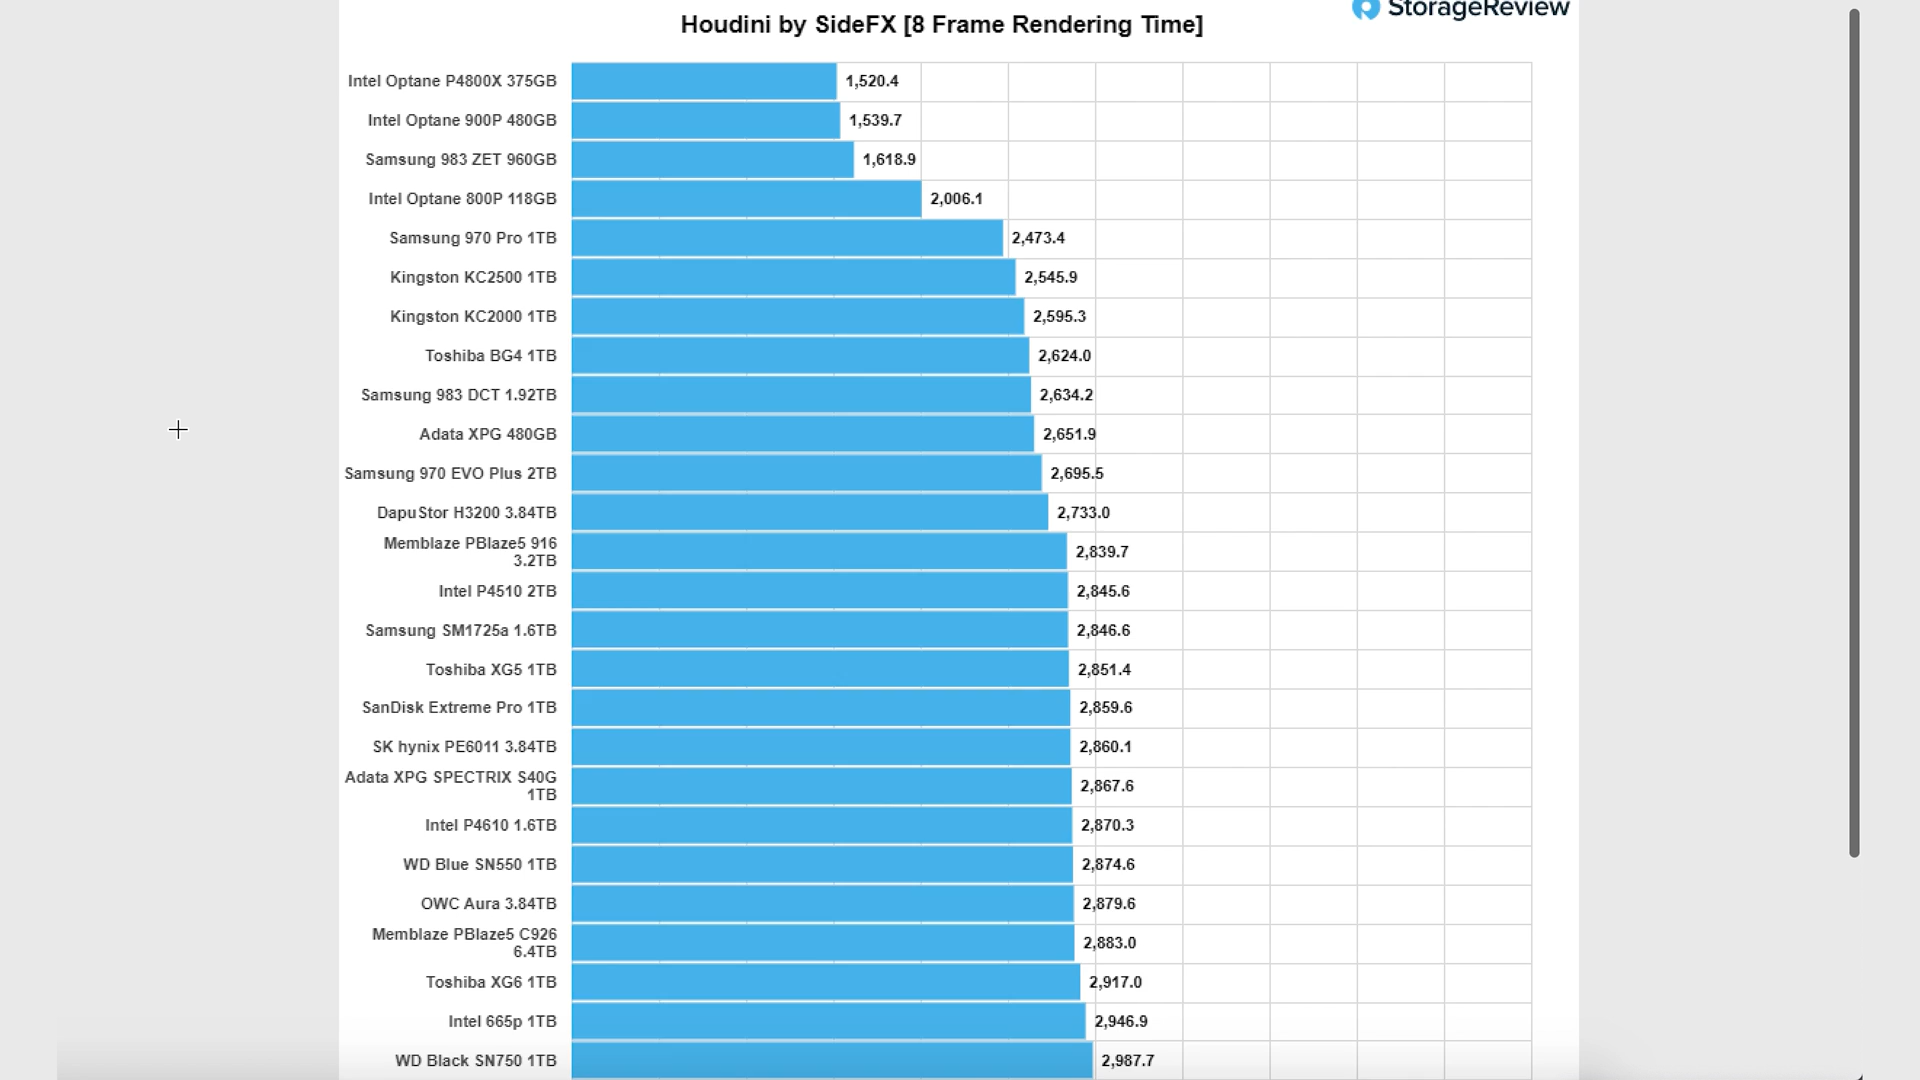 StorageReview
Houdini by SideFX [8 Frame Rendering Time]
Intel Optane P4800X 375GB 1,520.4
Intel Optane 900P 480GB 1,539.7
Samsung 983 ZET 960GB 1,618.9
Intel Optane 800P 118GB 2,006.1
Samsung 970 Pro 1TB 2,473.4
Kingston KC2500 1TB 2,545.9
Kingston KC2000 1TB 2,595.3
Toshiba BG4 1TB 2,624.0
Samsung 983 DCT 1.92TB 2,634.2
Adata XPG 480GB 2,651.9
Samsung 970 EVO Plus 2TB 2,695.5
DapuStor H3200 3.84TB 2,733.0
Memblaze PBlaze5 916
3.2TB 2,839.7
Intel P4510 2TB 2,845.6
Samsung SM1725a 1.6TB 2,846.6
Toshiba XG5 1TB 2,851.4
SanDisk Extreme Pro 1TB 2,859.6
SK hynix PE6011 3.84TB 2,860.1
Adata XPG SPECTRIX S40G
1TB 2,867.6
Intel P4610 1.6TB 2,870.3
WD Blue SN550 1TB 2,874.6
OWC Aura 3.84TB 2,879.6
Memblaze PBlaze5 C926
6.4TB 2,883.0
Toshiba XG6 1TB 2,917.0
Intel 665p 1TB 2,946.9
WD Black SN750 1TB 2,987.7